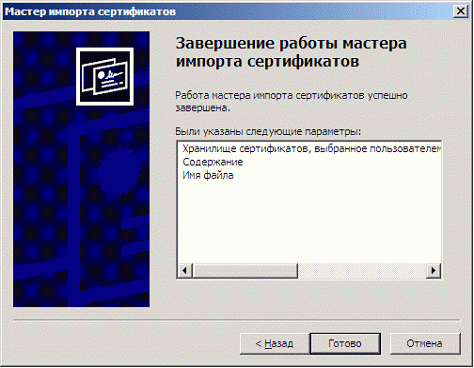 Мастер импорта сертификатов
Завершение работы мастера
импорта сертификатов
Работа мастера импорта сертификатов успешно
завершена.
Были указаны следующие параметры:
Хранилище сертификатов, выбранное пользователем
Содержание
Имя файла
< Назад
Готово
Отмена